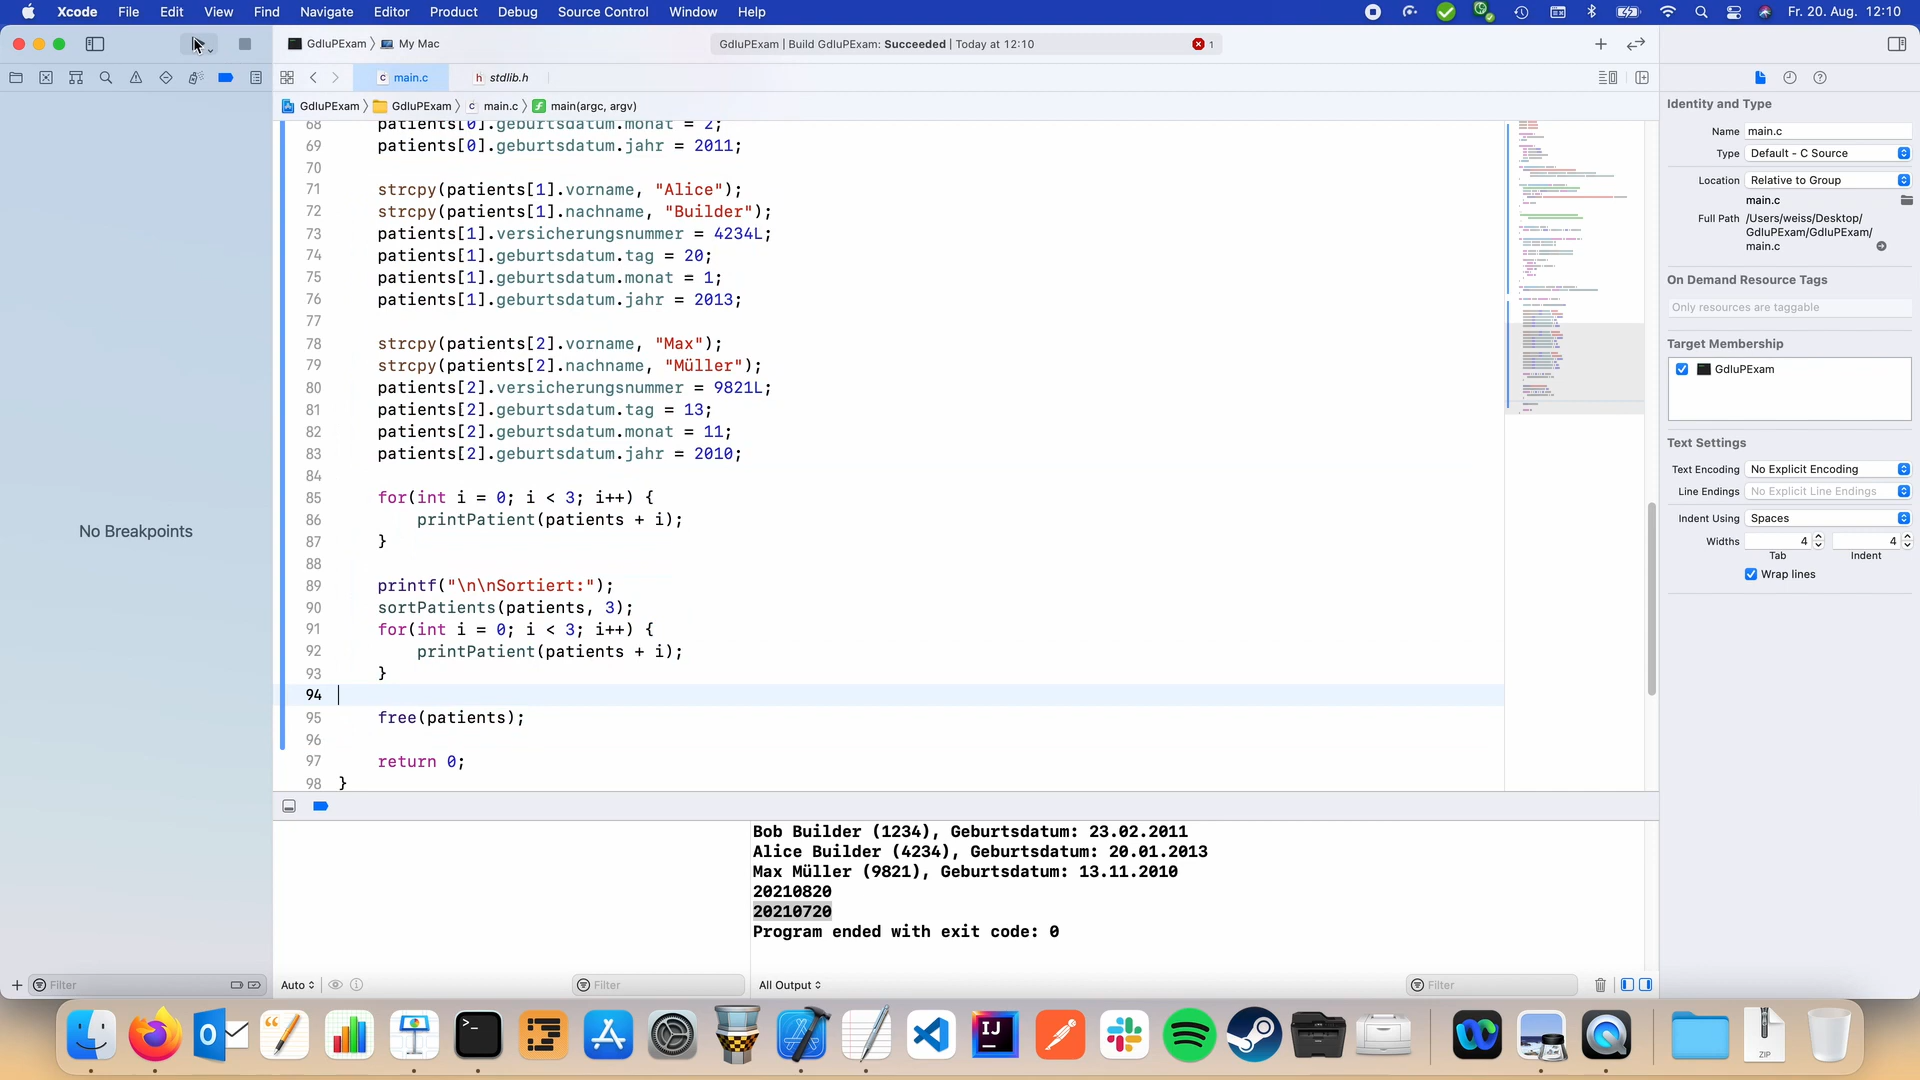 Xcode File Edit View Find Navigate Editor Product Debug Source Control Window Help Fr. 20. Aug. 12:10
GdIuPExam My Mac GdIuPExam | Build GdIuPExam: Succeeded | Today at 12:10 1
main.c stdlib.h
GdIuPExam GdIuPExam main.c main(argc, argv)
68 patients[0].geburtsdatum.monat = 2;
69 patients[0].geburtsdatum.jahr = 2011;
70
71 strcpy(patients[1].vorname, "Alice");
72 strcpy(patients[1].nachname, "Builder");
73 patients[1].versicherungsnummer = 4234L;
74 patients[1].geburtsdatum.tag = 20;
75 patients[1].geburtsdatum.monat = 1;
76 patients[1].geburtsdatum.jahr = 2013;
77
78 strcpy(patients[2].vorname, "Max");
79 strcpy(patients[2].nachname, "Müller");
80 patients[2].versicherungsnummer = 9821L;
81 patients[2].geburtsdatum.tag = 13;
82 patients[2].geburtsdatum.monat = 11;
83 patients[2].geburtsdatum.jahr = 2010;
84
85 for(int i = 0; i < 3; i++) {
86 printPatient(patients + i);
87 }
88
89 printf("\n\nSortiert:");
90 sortPatients(patients, 3);
91 for(int i = 0; i < 3; i++) {
92 printPatient(patients + i);
93 }
94
95 free(patients);
96
97 return 0;
98 }
No Breakpoints
Filter
Bob Builder (1234), Geburtsdatum: 23.02.2011
Alice Builder (4234), Geburtsdatum: 20.01.2013
Max Müller (9821), Geburtsdatum: 13.11.2010
20210820
20210720
Program ended with exit code: 0
Auto Filter All Output Filter
Identity and Type
Name main.c
Type Default - C Source
Location Relative to Group
main.c
Full Path /Users/weiss/Desktop/
GdIuPExam/GdIuPExam/
main.c
On Demand Resource Tags
Only resources are taggable
Target Membership
GdIuPExam
Text Settings
Text Encoding No Explicit Encoding
Line Endings No Explicit Line Endings
Indent Using Spaces
Widths 4 4
Tab Indent
Wrap lines
IJ
ZIP